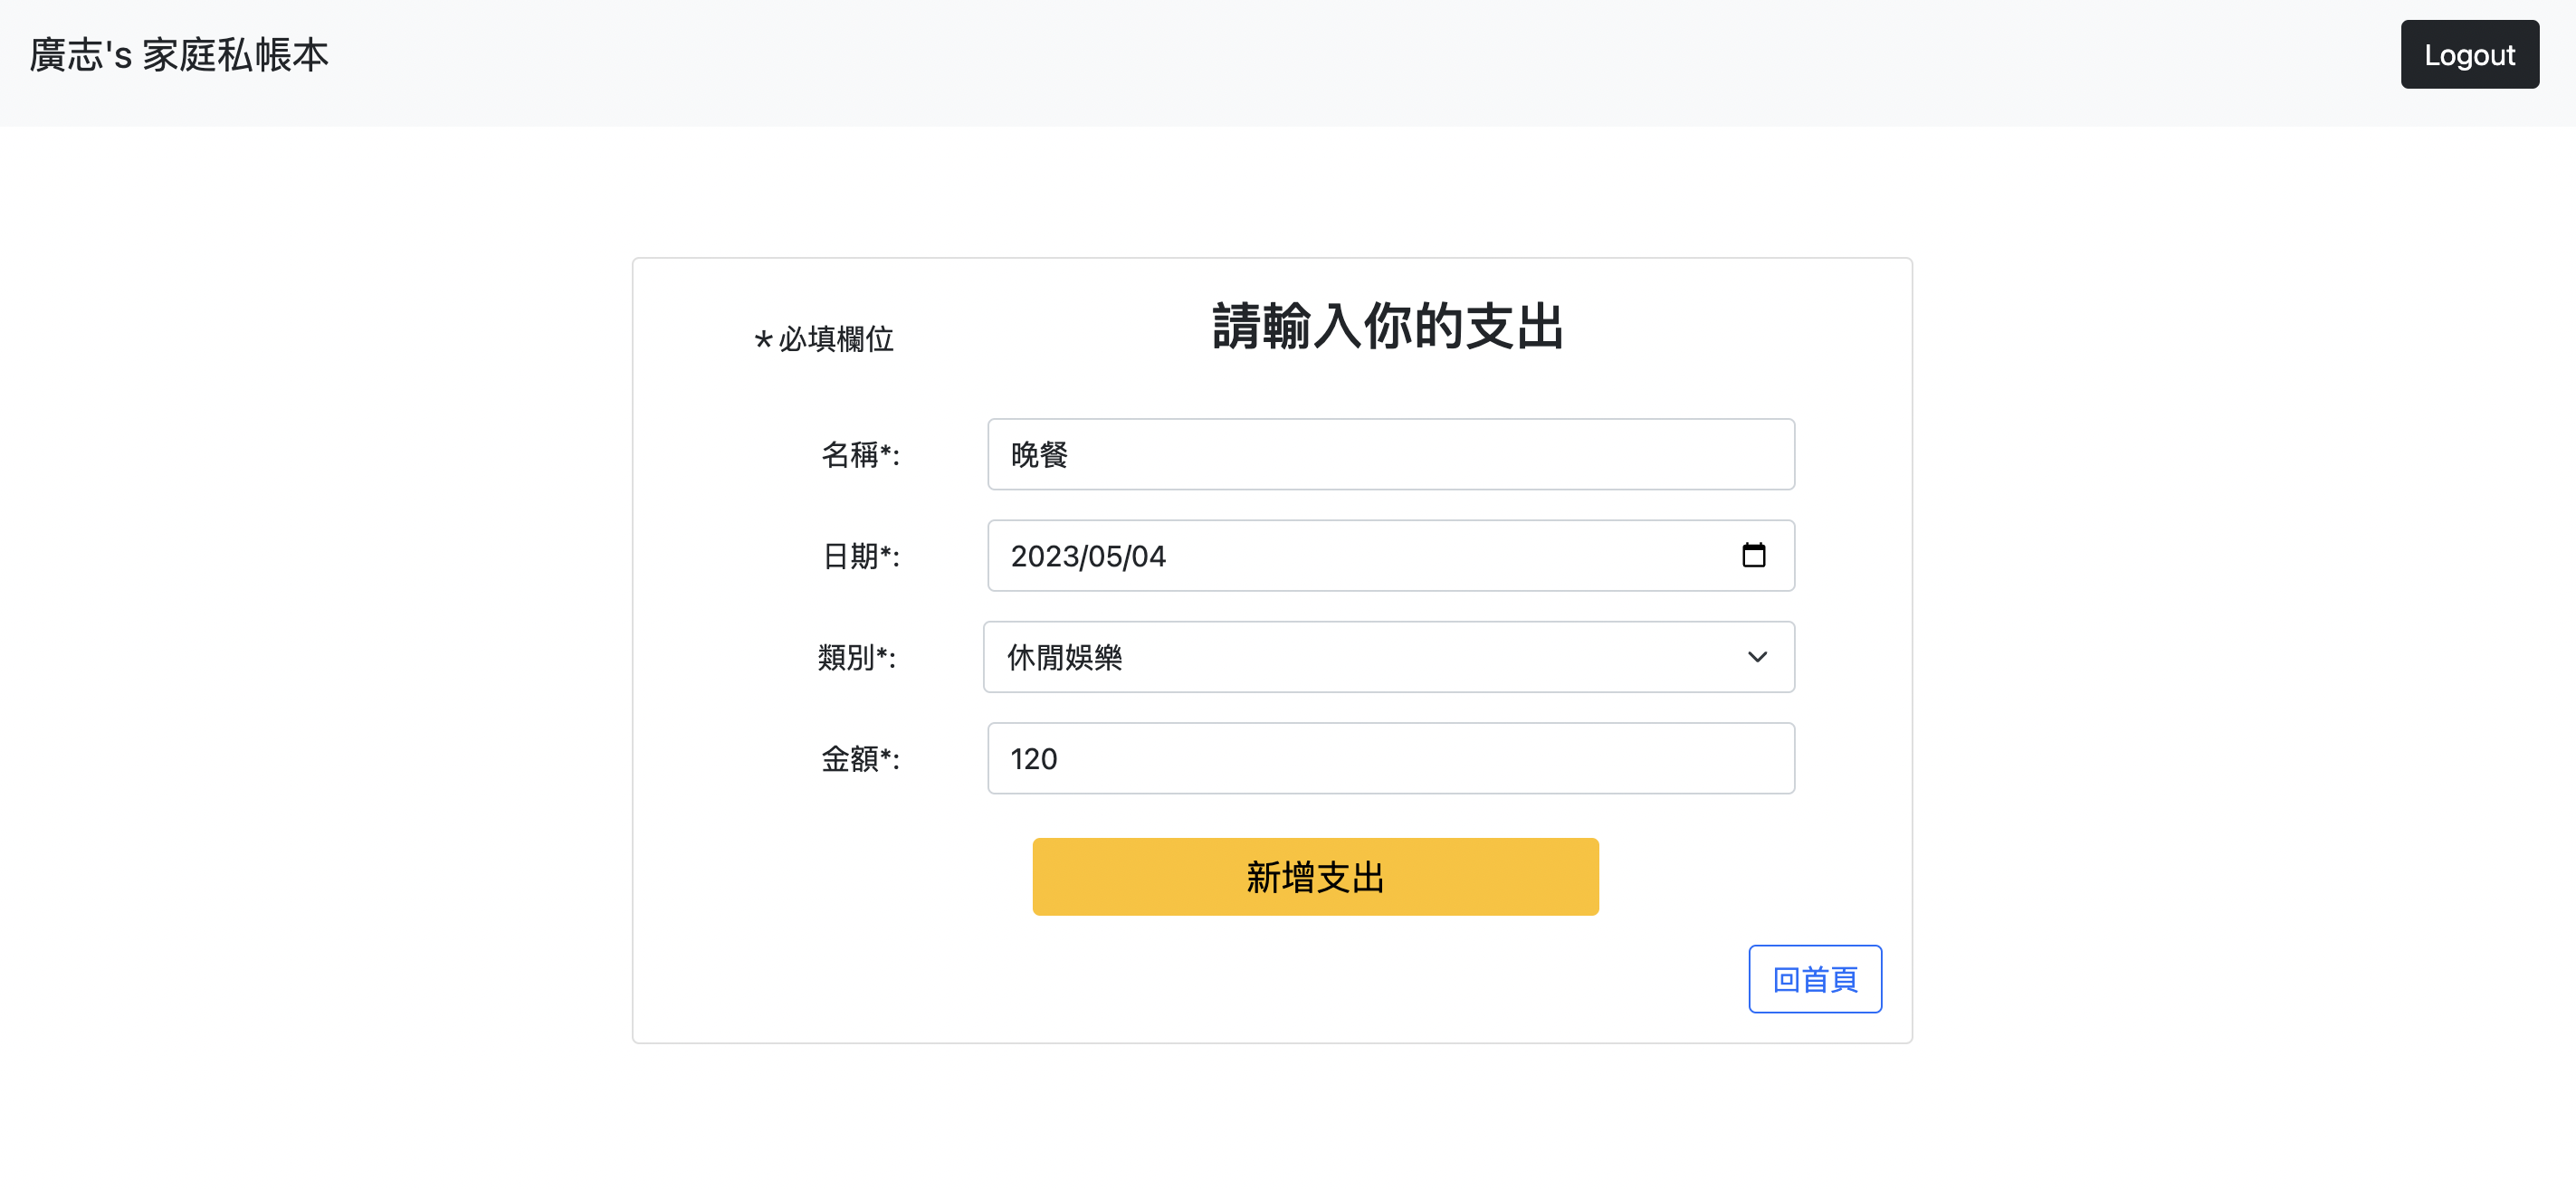 廣志's 家庭私帳本
Logout
請輸入你的支出
*必填欄位
名稱*: 晚餐
日期*: 2023/05/04
類別*: 休閒娛樂
金額*: 120
新增支出
回首頁